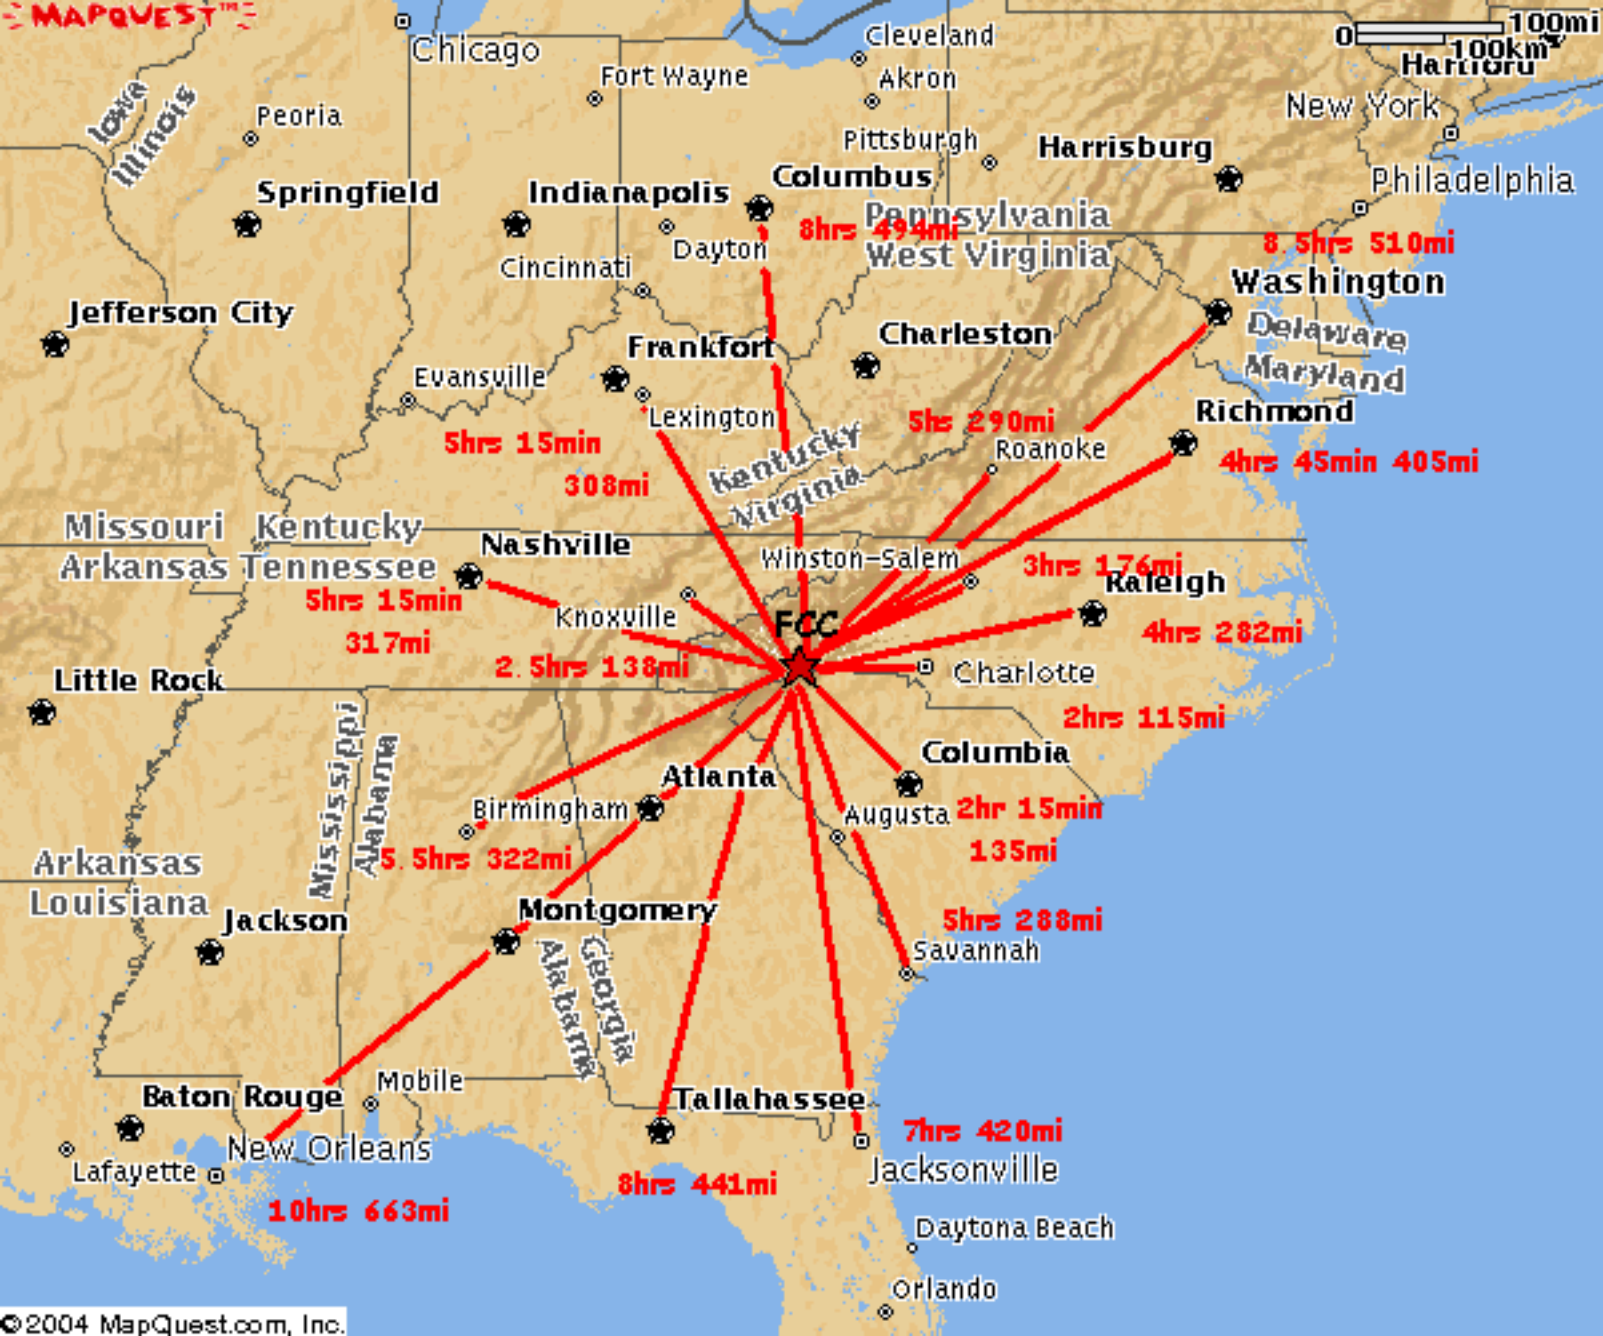 MAPQUEST™
Chicago
Cleveland
0
100mi
100km
Hartford
Fort Wayne
Akron
New York
Iowa
Illinois
Peoria
Pittsburgh
Harrisburg
Philadelphia
Springfield
Indianapolis
Columbus
8hrs 494mi
Pennsylvania
West Virginia
Dayton
8.5hrs 510mi
Cincinnati
Washington
Jefferson City
Frankfort
Charleston
Delaware
Maryland
Evansville
Lexington
Richmond
5hrs 15min
308mi
5hs 290mi
Roanoke
4hrs 45min 405mi
Kentucky
Virginia
Missouri
Kentucky
Arkansas
Tennessee
Nashville
Winston-Salem
3hrs 176mi
Raleigh
5hrs 15min
317mi
Knoxville
FCC
4hrs 282mi
2.5hrs 138mi
Charlotte
Little Rock
2hrs 115mi
Mississippi
Alabama
Atlanta
Columbia
Birmingham
Augusta
2hr 15min
135mi
5.5hrs 322mi
Arkansas
Louisiana
Jackson
Montgomery
5hrs 288mi
Savannah
Alabama
Georgia
Baton Rouge
Mobile
Tallahassee
New Orleans
7hrs 420mi
Lafayette
Jacksonville
8hrs 441mi
10hrs 663mi
Daytona Beach
Orlando
©2004 MapQuest.com, Inc.